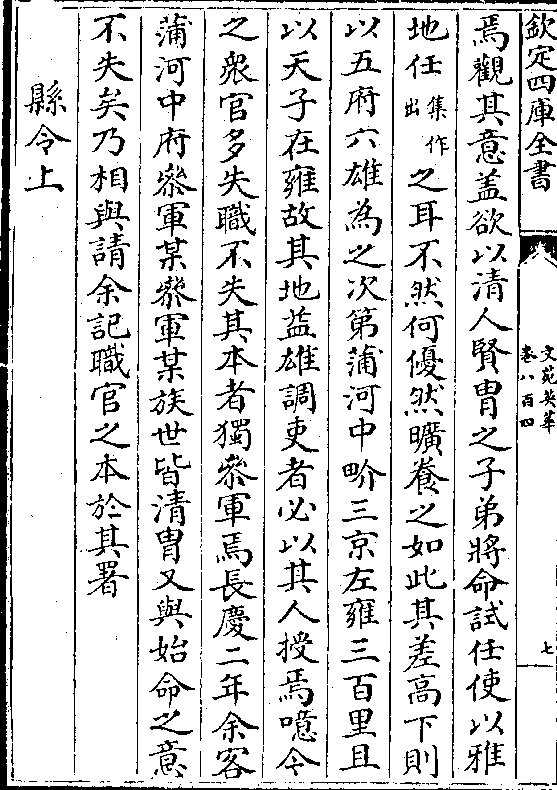 欽定四庫全書
文苑英華
卷八百四
七
焉觀其意盖欲以清人賢胄之子弟將命試任使以雅
地任集作出之耳不然何優然曠養之如此其差高下則
以五府六雄為之次第蒲河中畍三京左雍三百里且
以天子在雍故其地益雄調吏者必以其人授焉噫今
之衆官多失職不失其本者獨叅軍焉長慶二年余客
蒲河中府叅軍某叅軍某族世皆清胄又與始命之意
不失矣乃相與請余記職官之本於其署
縣令上